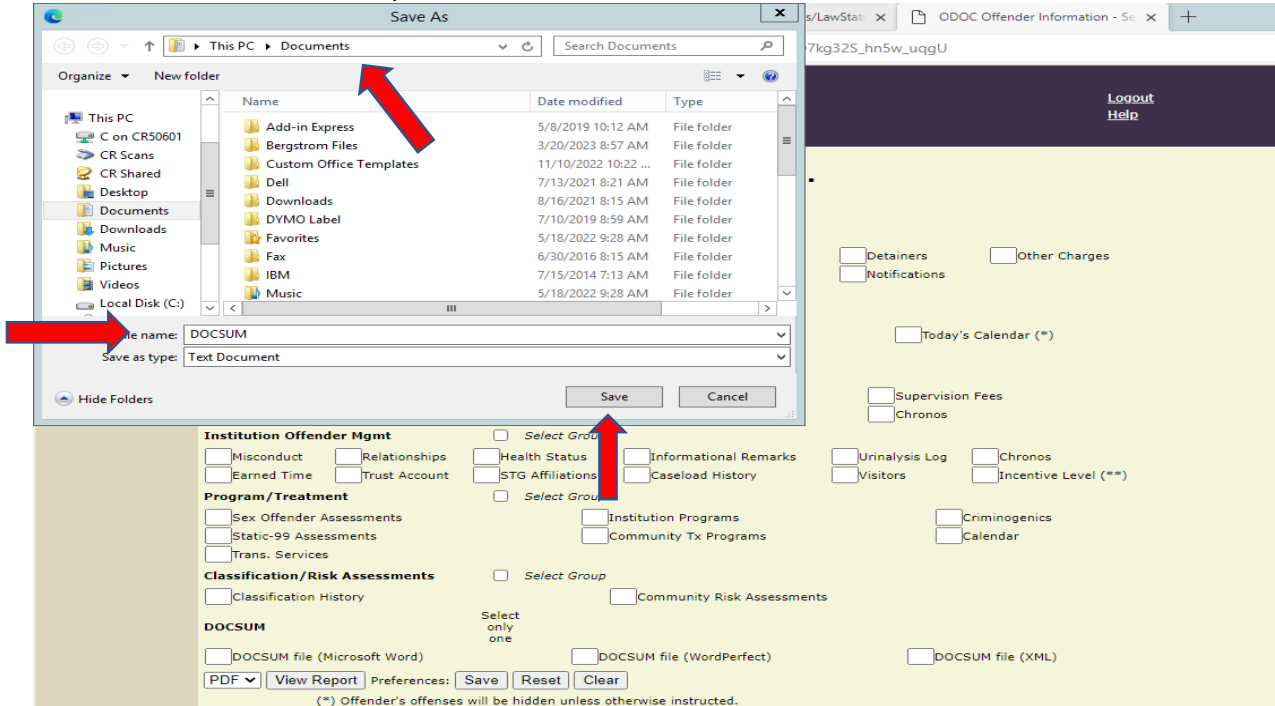 Save As
x
s/LawStat
ODOC Offender Information - Se
This PC Documents
Search Documents
7kg32S_hn5w_uqgU
Organize New folder
Logout
Help
Name Date modified Type
This PC
C on CR50601
CR Scans
CR Shared
Desktop
Documents
Downloads
Music
Pictures
Videos
Local Disk (C:)
Add-in Express 5/8/2019 10:12 AM File folder
Bergstrom Files 3/20/2023 8:57 AM File folder
Custom Office Templates 11/10/2022 10:22 ... File folder
Dell 7/13/2021 8:21 AM File folder
Downloads 8/16/2021 8:15 AM File folder
DYMO Label 7/10/2019 8:59 AM File folder
Favorites 5/18/2022 9:28 AM File folder
Fax 6/30/2016 8:15 AM File folder
IBM 7/15/2014 7:13 AM File folder
Music 5/18/2022 9:28 AM File folder
le name: DOCSUM
Save as type: Text Document
Hide Folders Save Cancel
Detainers Other Charges
Notifications
Today's Calendar (*)
Supervision Fees
Chronos
Institution Offender Mgmt Select Grou
Misconduct Relationships Health Status Informational Remarks Urinalysis Log Chronos
Earned Time Trust Account STG Affiliations Caseload History Visitors Incentive Level (**)
Program/Treatment Select Grou
Sex Offender Assessments Institution Programs Criminogenics
Static-99 Assessments Community Tx Programs Calendar
Trans. Services
Classification/Risk Assessments Select Group
Classification History Community Risk Assessments
DOCSUM Select only one
DOCSUM file (Microsoft Word) DOCSUM file (WordPerfect) DOCSUM file (XML)
PDF View Report Preferences: Save Reset Clear
(*) Offender's offenses will be hidden unless otherwise instructed.